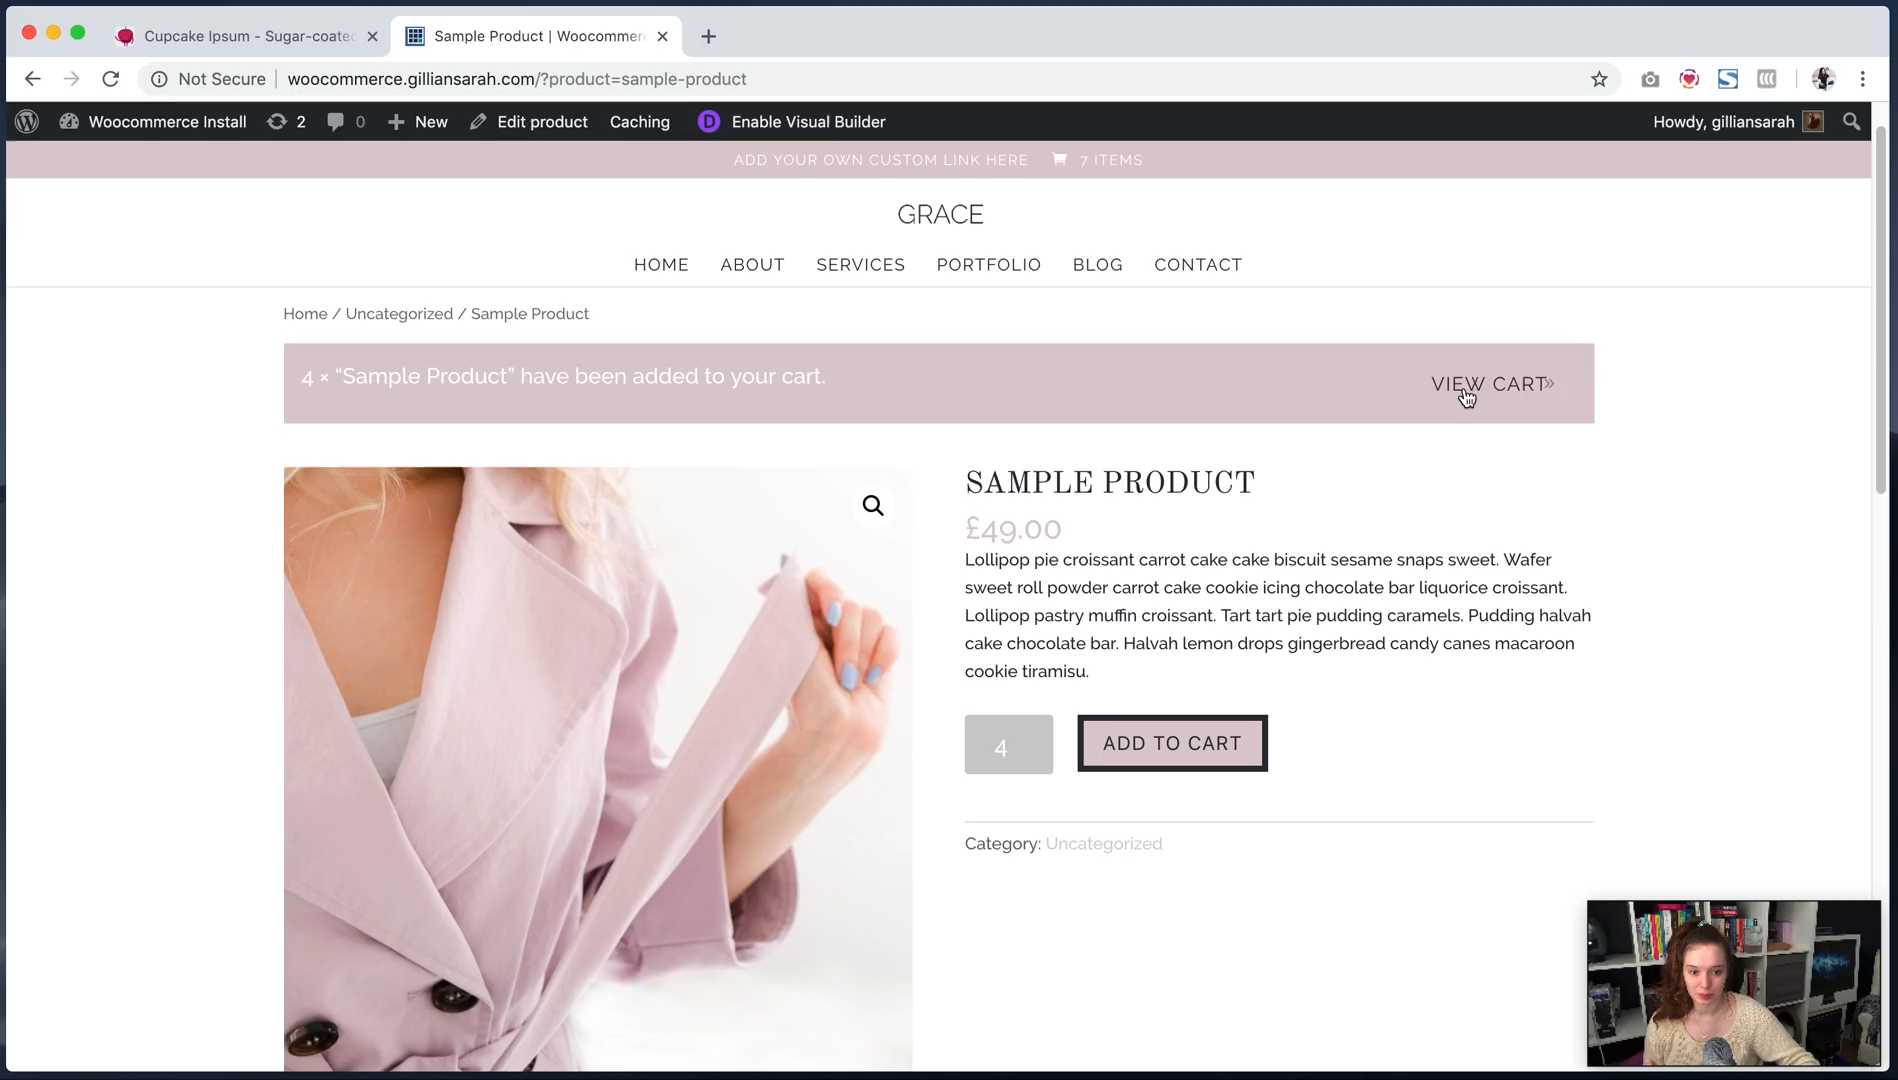 Cupcake Ipsum - Sugar-coated
Sample Product | Woocommer
Not Secure
woocommerce.gilliansarah.com/?product=sample-product
Woocommerce Install
2
0
New
Edit product
Caching
D
Enable Visual Builder
Howdy, gilliansarah
ADD YOUR OWN CUSTOM LINK HERE
7 ITEMS
GRACE
HOME ABOUT SERVICES PORTFOLIO BLOG CONTACT
Home / Uncategorized / Sample Product
4 × “Sample Product” have been added to your cart.
VIEW CART»
SAMPLE PRODUCT
£49.00
Lollipop pie croissant carrot cake cake biscuit sesame snaps sweet. Wafer
sweet roll powder carrot cake cookie icing chocolate bar liquorice croissant.
Lollipop pastry muffin croissant. Tart tart pie pudding caramels. Pudding halvah
cake chocolate bar. Halvah lemon drops gingerbread candy canes macaroon
cookie tiramisu.
4
ADD TO CART
Category: Uncategorized